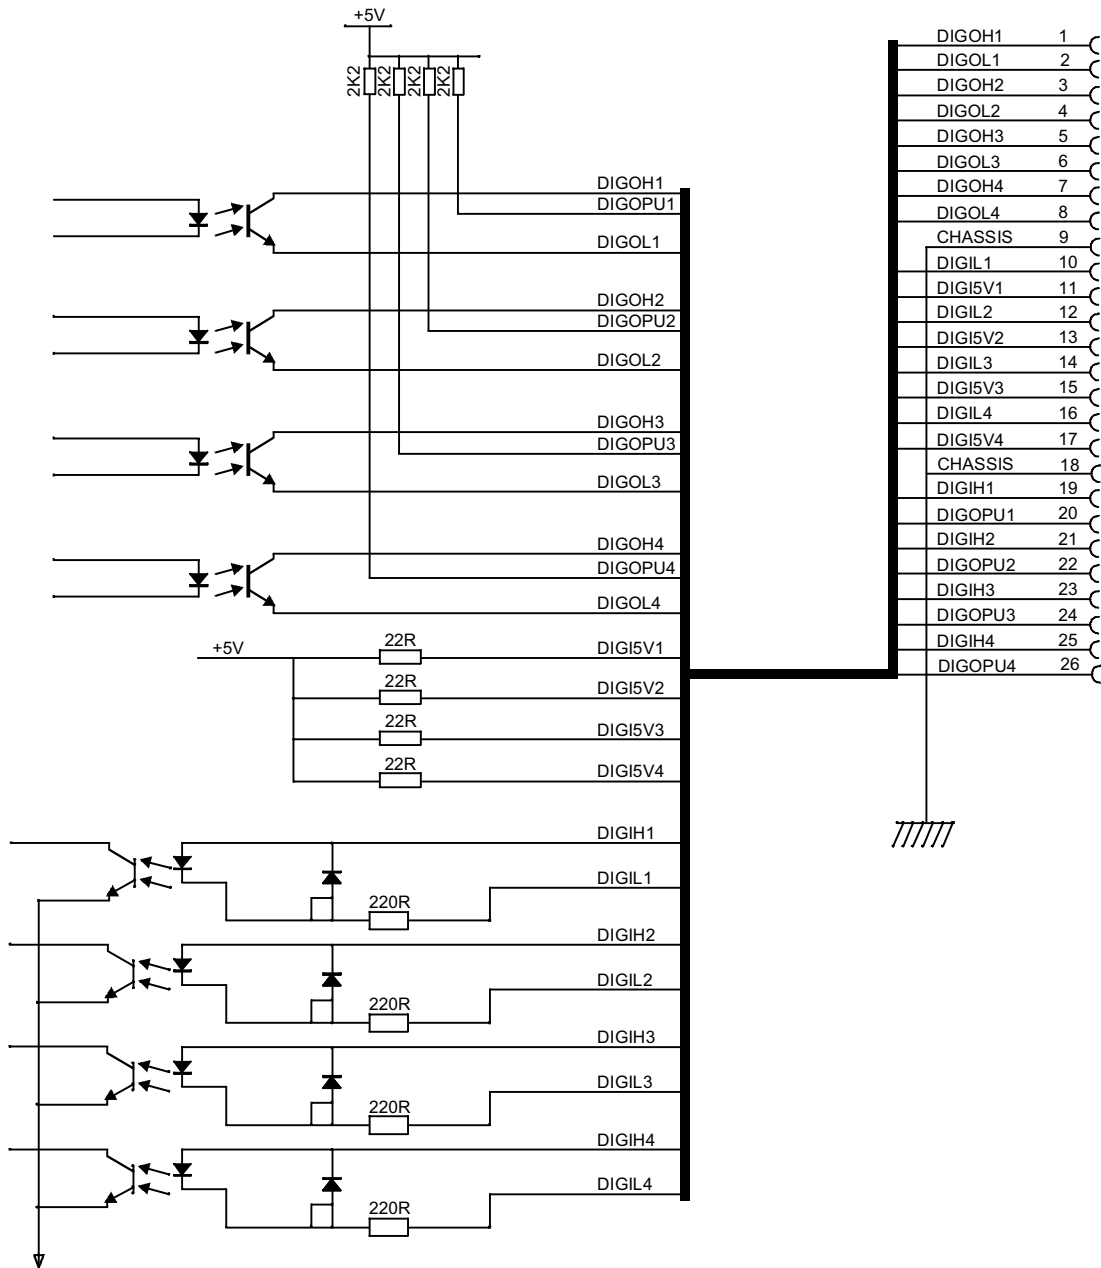 +5V
2K2
2K2
2K2
2K2
DIGOH1
DIGOPU1
DIGOL1
DIGOH2
DIGOPU2
DIGOL2
DIGOH3
DIGOPU3
DIGOL3
DIGOH4
DIGOPU4
DIGOL4
+5V
22R
DIGI5V1
22R
DIGI5V2
22R
DIGI5V3
22R
DIGI5V4
DIGIH1
DIGIL1
220R
DIGIH2
DIGIL2
220R
DIGIH3
DIGIL3
220R
DIGIH4
DIGIL4
220R
DIGOH1 1
DIGOL1 2
DIGOH2 3
DIGOL2 4
DIGOH3 5
DIGOL3 6
DIGOH4 7
DIGOL4 8
CHASSIS 9
DIGIL1 10
DIGI5V1 11
DIGIL2 12
DIGI5V2 13
DIGIL3 14
DIGI5V3 15
DIGIL4 16
DIGI5V4 17
CHASSIS 18
DIGIH1 19
DIGOPU1 20
DIGIH2 21
DIGOPU2 22
DIGIH3 23
DIGOPU3 24
DIGIH4 25
DIGOPU4 26